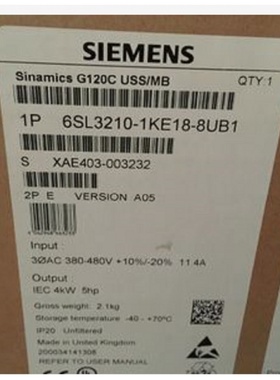 SIEMENS
Sinamics G120C USS/MB QTY:1
1P 6SL3210-1KE18-8UB1
S XAE403-003232
2P E VERSION A05
Input :
3ØAC 380-480V +10%/-20% 11.4A
Output :
IEC 4kW 5hp
Gross weight: 2.1kg
Storage temperature -40 - +70°C
IP20 Unfiltered
Made in United Kingdom
200034141308
REFER TO USER MANUAL